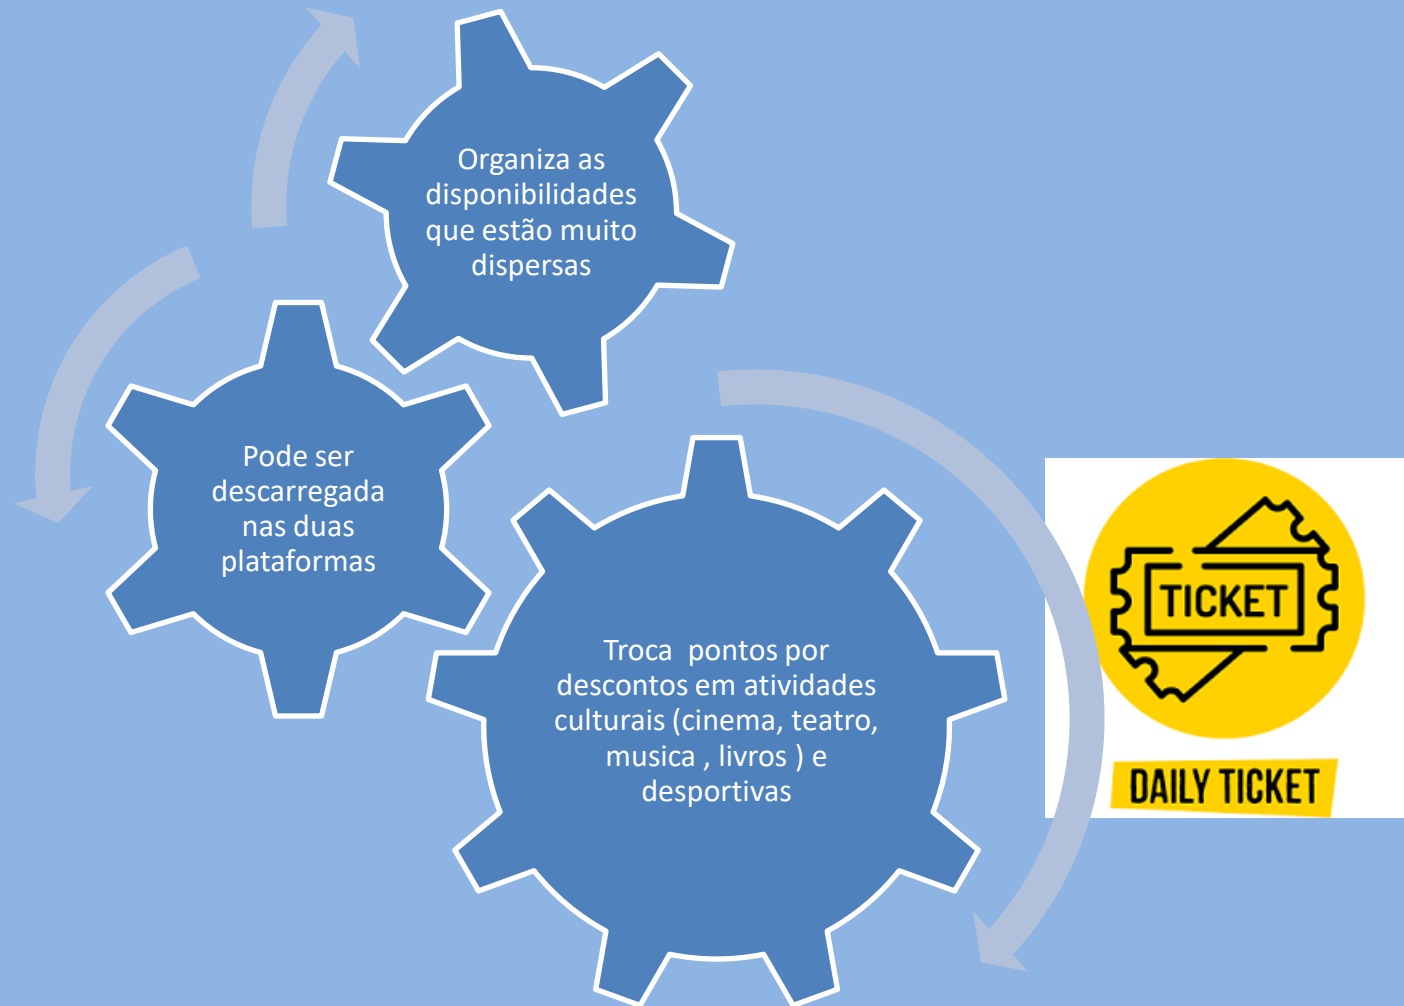 Organiza as
disponibilidades
que estão muito
dispersas
Pode ser
descarregada
nas duas
plataformas
Troca  pontos por
descontos em atividades
culturais (cinema, teatro,
musica , livros ) e
desportivas
TICKET
DAILY TICKET